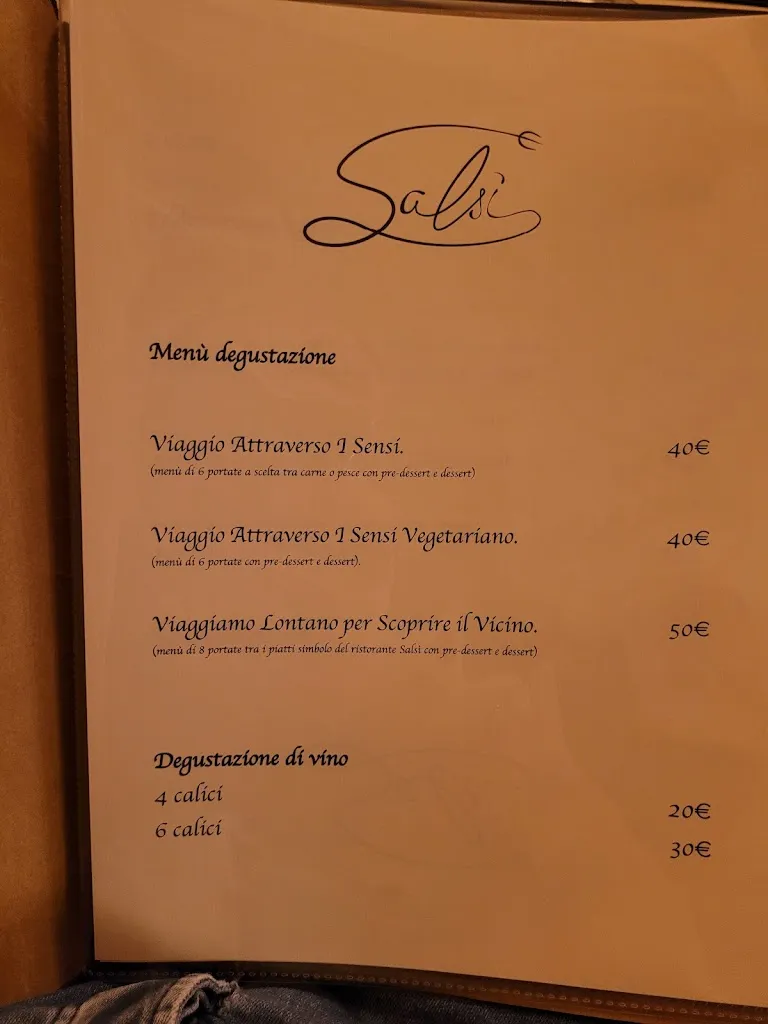 Salsì
Menù degustazione
Viaggio Attraverso I Sensi. 40€
(menù di 6 portate a scelta tra carne o pesce con pre-dessert e dessert)
Viaggio Attraverso I Sensi Vegetariano. 40€
(menù di 6 portate con pre-dessert e dessert).
Viaggiamo Lontano per Scoprire il Vicino. 50€
(menù di 8 portate tra i piatti simbolo del ristorante Salsì con pre-dessert e dessert)
Degustazione di vino
4 calici 20€
6 calici 30€